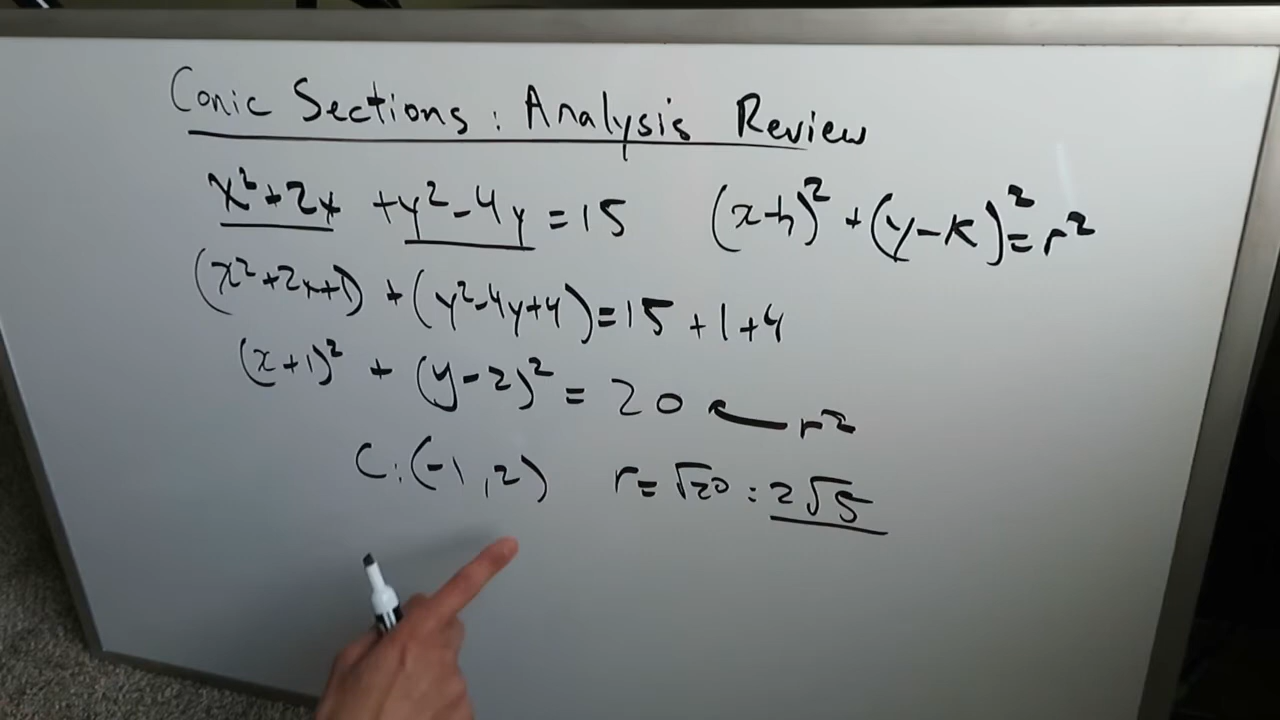 Conic Sections : Analysis Review
x²+2x +y²-4y =15 (x-h)²+(y-k)²=r²
(x²+2x+1)+(y²-4y+4)=15+1+4
(x+1)² + (y-2)² = 20 ← r²
C:(-1,2) r=√20 : 2√5